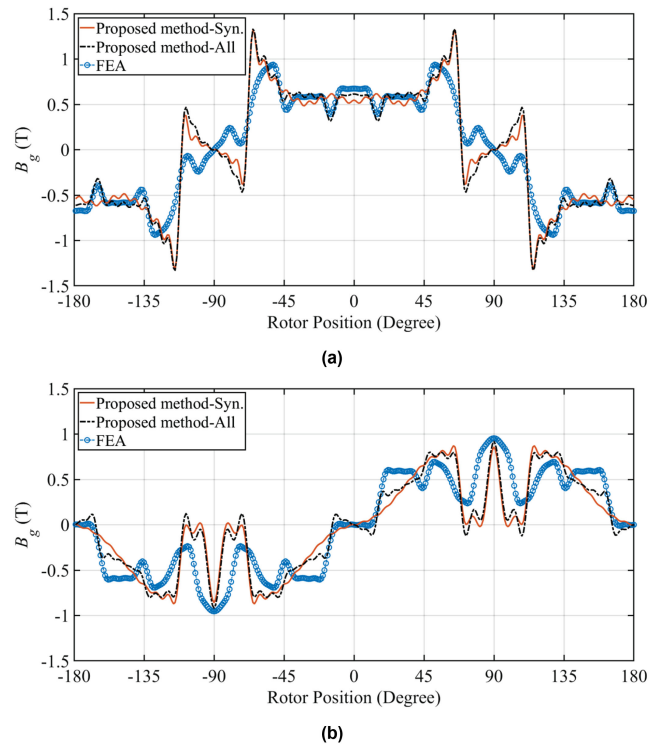 Proposed method-Syn.
Proposed method-All
FEA
1.5
1
0.5
0
-0.5
-1
-1.5
B_g (T)
-180 -135 -90 -45 0 45 90 135 180
Rotor Position (Degree)
(a)
Proposed method-Syn.
Proposed method-All
FEA
1.5
1
0.5
0
-0.5
-1
-1.5
B_g (T)
-180 -135 -90 -45 0 45 90 135 180
Rotor Position (Degree)
(b)